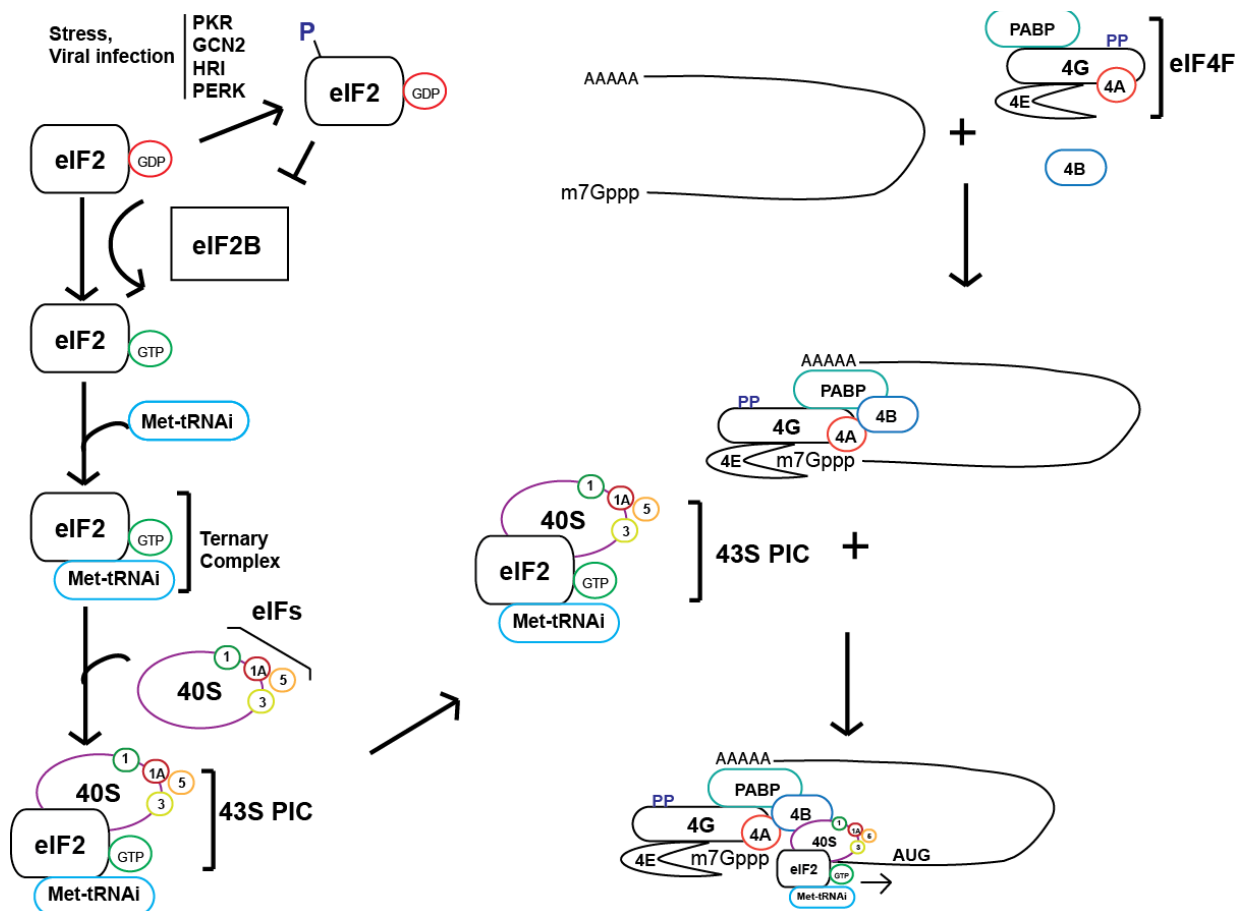 Stress,
Viral infection
PKR
GCN2
HRI
PERK
P
eIF2
GDP
eIF2
GDP
eIF2B
eIF2
GTP
Met-tRNAi
eIF2
GTP
Met-tRNAi
Ternary
Complex
eIFs
40S
1
1A
5
3
40S
1
1A
5
3
eIF2
GTP
Met-tRNAi
43S PIC
AAAAA
m7Gppp
+
PABP
PP
4G
4A
4E
eIF4F
4B
AAAAA
PABP
PP
4G
4A
4B
4E
m7Gppp
40S
1
1A
5
3
eIF2
GTP
Met-tRNAi
43S PIC
+
AAAAA
PABP
PP
4G
4A
4B
4E
m7Gppp
40S
1
1A
5
3
eIF2
GTP
Met-tRNAi
AUG